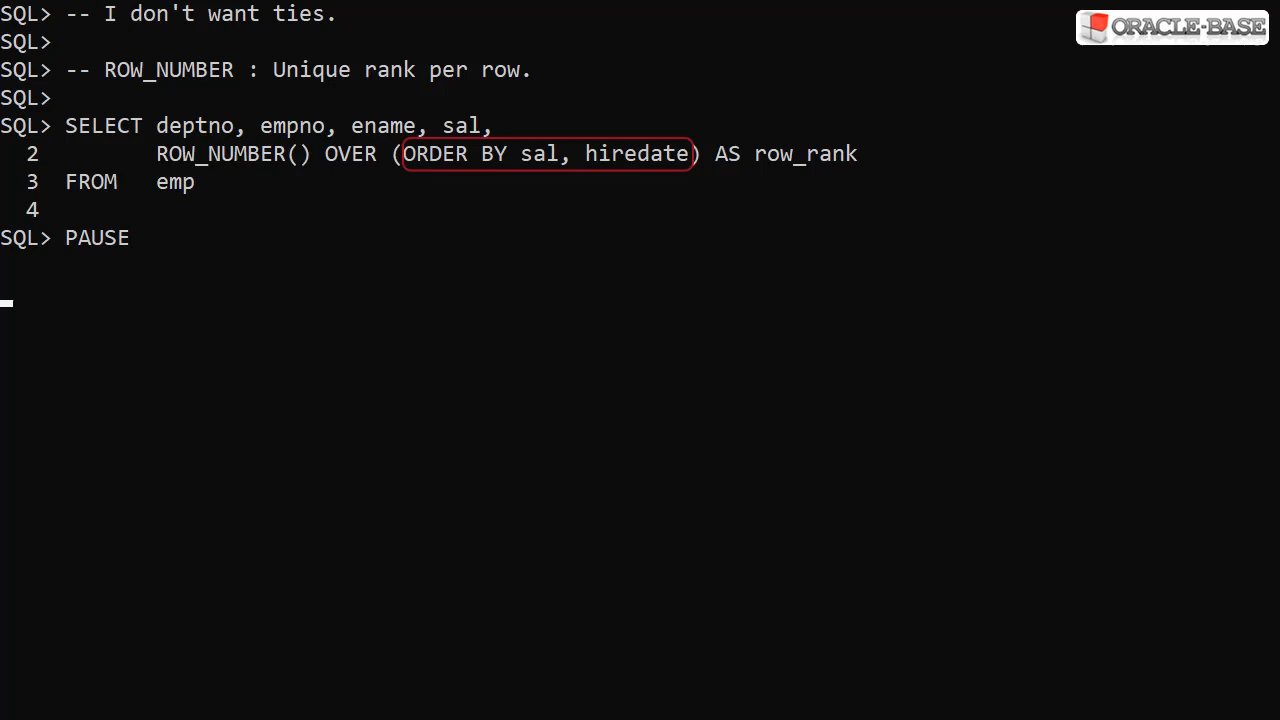 SQL> -- I don't want ties.
ORACLE-BASE
SQL>
SQL> -- ROW_NUMBER : Unique rank per row.
SQL>
SQL> SELECT deptno, empno, ename, sal,
  2         ROW_NUMBER() OVER (ORDER BY sal, hiredate) AS row_rank
  3  FROM   emp
  4
SQL> PAUSE